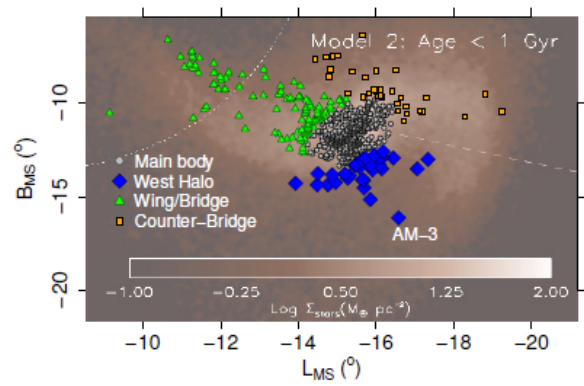 Model 2: Age < 1 Gyr
−10
−15
−20
B_MS (°)
Main body
West Halo
Wing/Bridge
Counter−Bridge
AM−3
−1.00 −0.25 0.50 1.25 2.00
Log Σ_stars(M_⊕ pc⁻²)
−10 −12 −14 −16 −18 −20
L_MS (°)